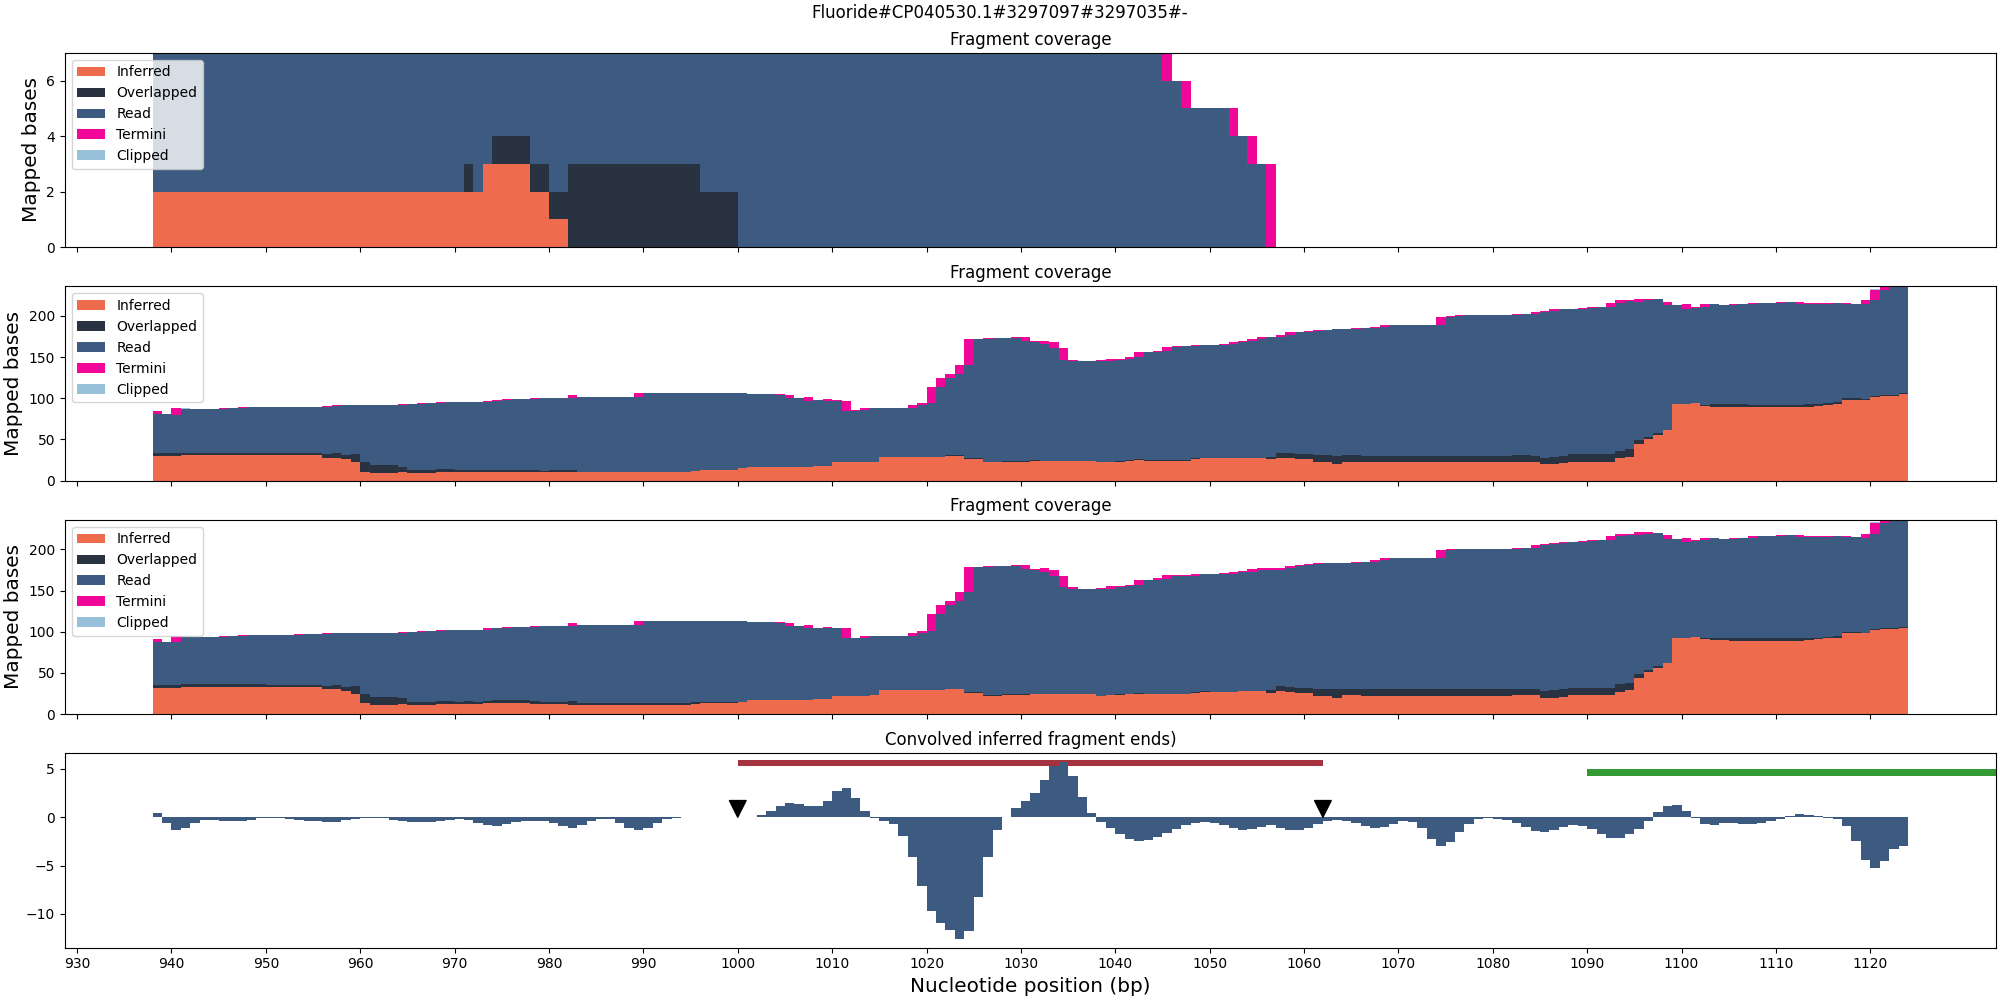 Fluoride#CP040530.1#3297097#3297035#-
Fragment coverage
Mapped bases
6
4
2
0
Inferred
Overlapped
Read
Termini
Clipped
Fragment coverage
Mapped bases
200
150
100
50
0
Inferred
Overlapped
Read
Termini
Clipped
Fragment coverage
Mapped bases
200
150
100
50
0
Inferred
Overlapped
Read
Termini
Clipped
Convolved inferred fragment ends)
5
0
−5
−10
930 940 950 960 970 980 990 1000 1010 1020 1030 1040 1050 1060 1070 1080 1090 1100 1110 1120
Nucleotide position (bp)